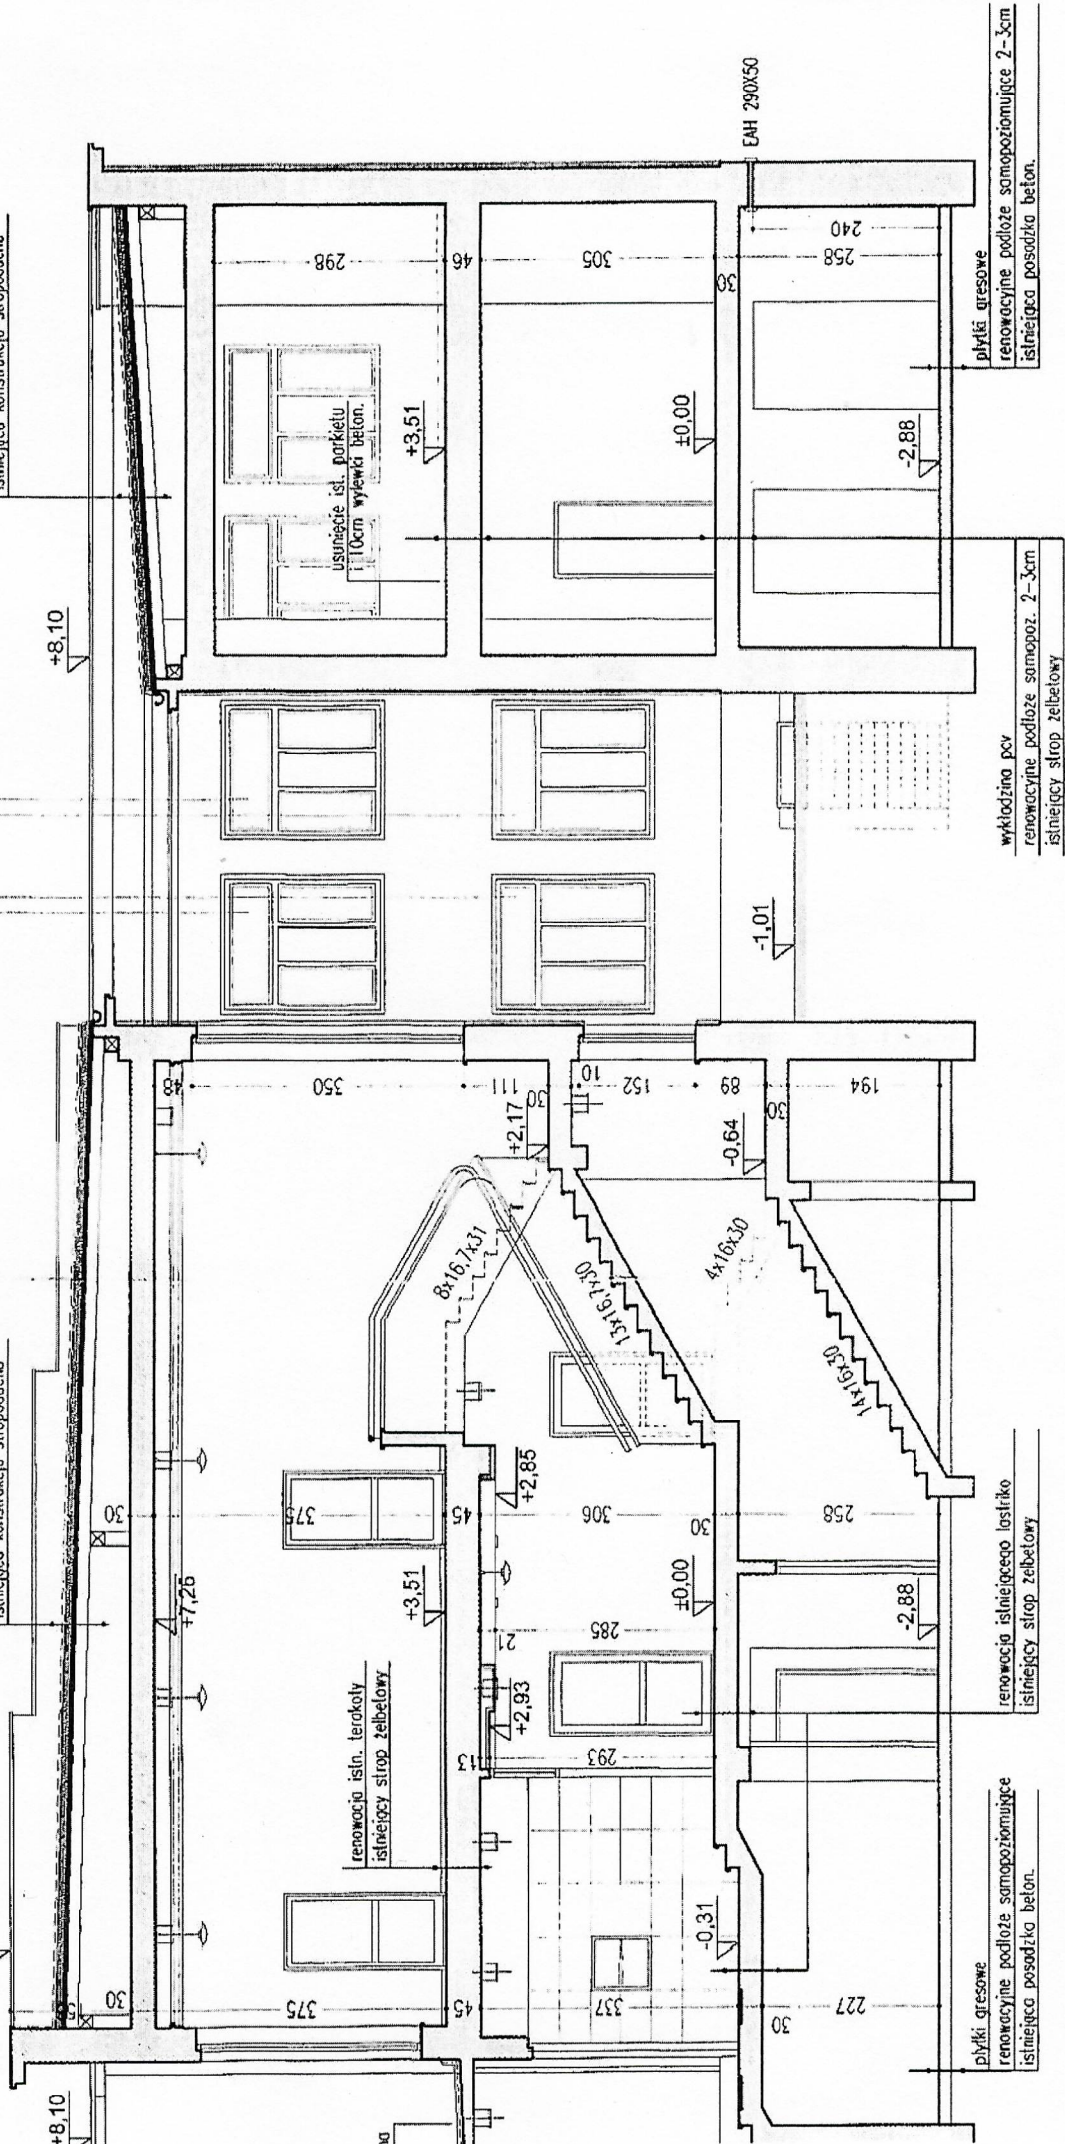 +8,10
+8,10
EAH 290X50
298
46
305
30
258
240
usunięcie ist. parkietu
i 10cm wylewki beton.
+3,51
±0,00
-2,88
płytki gresowe
renowacyjne podłoże samopoziomujące 2-3cm
istniejąca posadzka beton.
wykładzina pcv
renowacyjne podłoże sampoz. 2-3cm
istniejący strop żelbetowy
-1,01
48
350
111
30
10
152
89
30
194
+2,17
-0,64
8x16,7x31
13x16,7x30
4x16x30
14x16x30
30
375
45
306
30
258
+2,85
+7,26
+3,51
±0,00
-2,88
21
285
+2,93
13
293
renowacja istn. terakoty
istniejący strop żelbetowy
renowacja istniejącego lastriko
istniejący strop żelbetowy
30
375
45
337
30
227
-0,31
płytki gresowe
renowacyjne podłoże samopoziomujące
istniejąca posadzka beton.